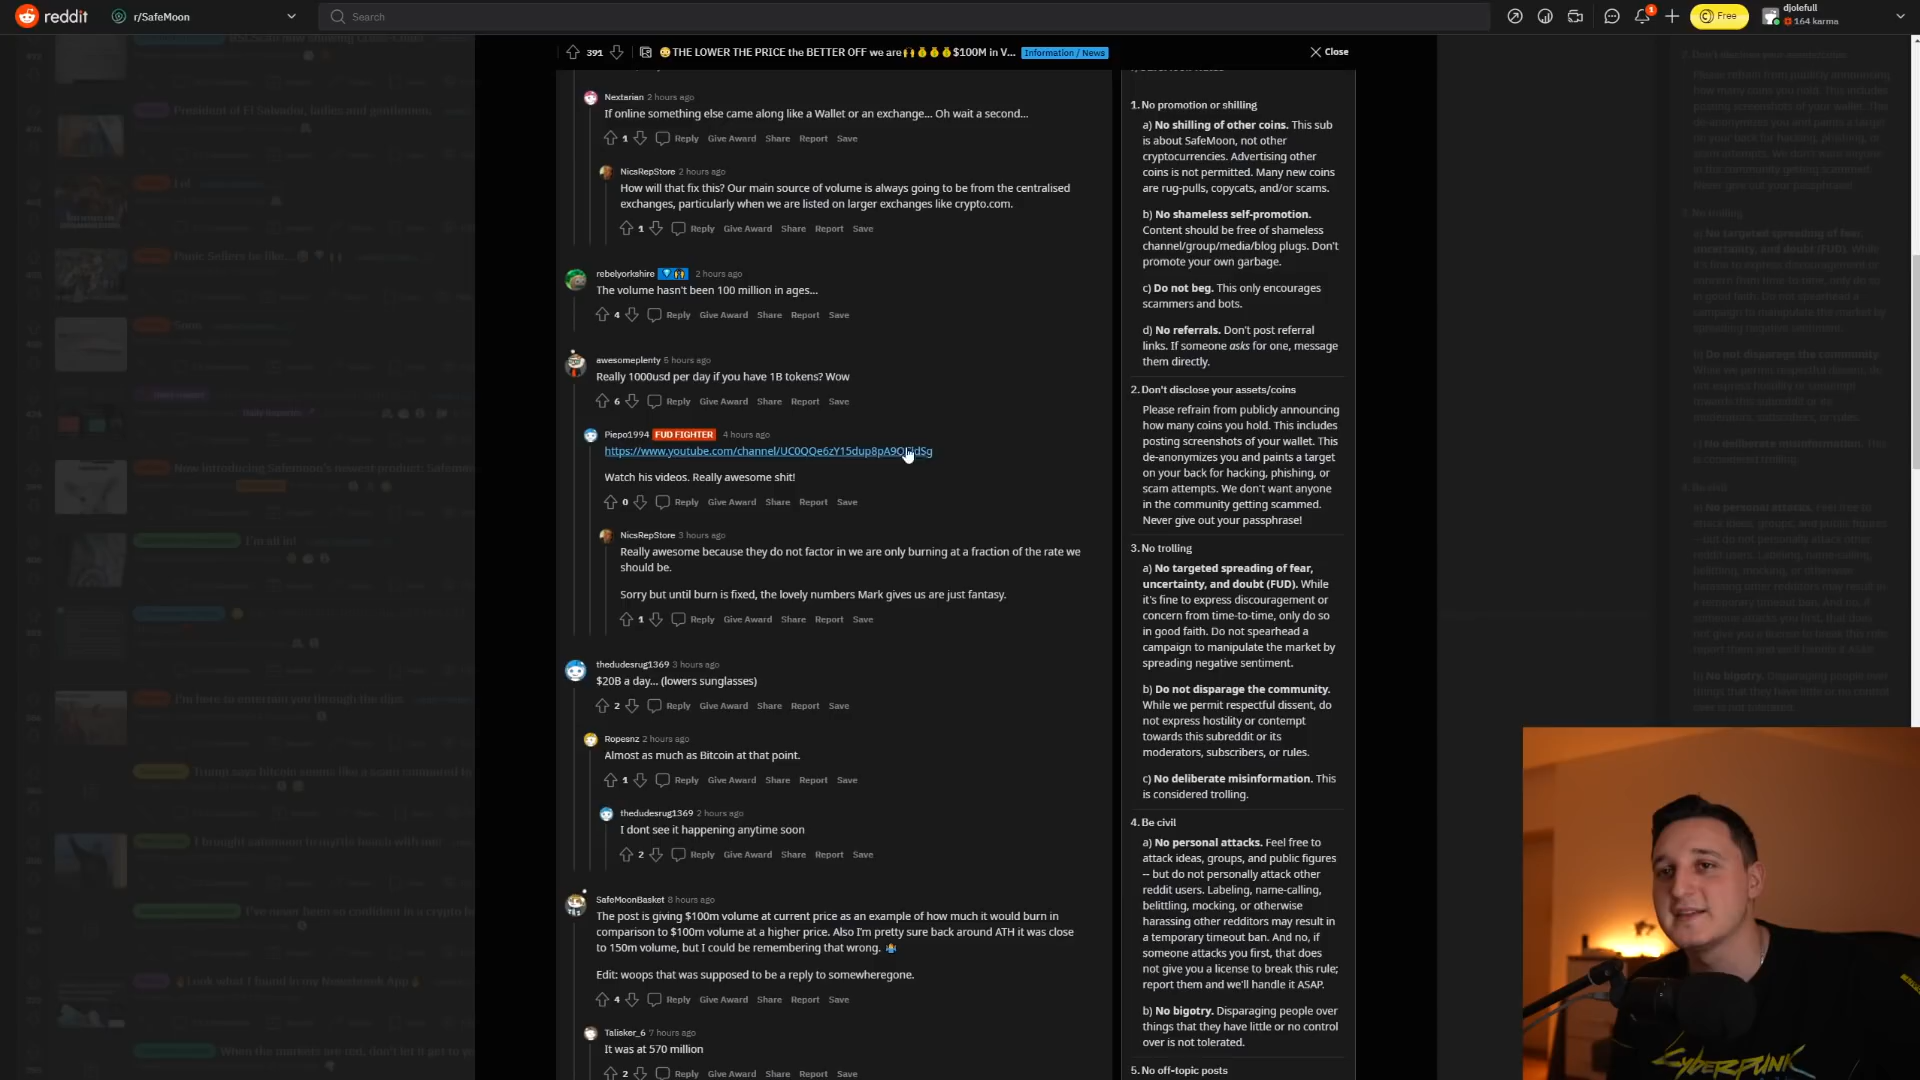 reddit
r/SafeMoon
Search
1
Free
djolefull
164 karma
391
THE LOWER THE PRICE the BETTER OFF we are
$100M in V...
Information / News
Close
Nextarian 2 hours ago
If online something else came along like a Wallet or an exchange... Oh wait a second...
1 Reply Give Award Share Report Save
NicsRepStore 2 hours ago
How will that fix this? Our main source of volume is always going to be from the centralised
exchanges, particularly when we are listed on larger exchanges like crypto.com.
1 Reply Give Award Share Report Save
rebelyorkshire 2 hours ago
The volume hasn't been 100 million in ages...
4 Reply Give Award Share Report Save
awesomeplenty 5 hours ago
Really 1000usd per day if you have 1B tokens? Wow
6 Reply Give Award Share Report Save
Piepo1994 FUD FIGHTER 4 hours ago
Watch his videos. Really awesome shit!
0 Reply Give Award Share Report Save
NicsRepStore 3 hours ago
Really awesome because they do not factor in we are only burning at a fraction of the rate we
should be.
Sorry but until burn is fixed, the lovely numbers Mark gives us are just fantasy.
1 Reply Give Award Share Report Save
thedudesrug1369 3 hours ago
$20B a day... (lowers sunglasses)
2 Reply Give Award Share Report Save
Ropesnz 2 hours ago
Almost as much as Bitcoin at that point.
1 Reply Give Award Share Report Save
thedudesrug1369 2 hours ago
I dont see it happening anytime soon
2 Reply Give Award Share Report Save
SafeMoonBasket 8 hours ago
The post is giving $100m volume at current price as an example of how much it would burn in
comparison to $100m volume at a higher price. Also I'm pretty sure back around ATH it was close
to 150m volume, but I could be remembering that wrong.
Edit: woops that was supposed to be a reply to somewheregone.
4 Reply Give Award Share Report Save
Talisker_6 7 hours ago
It was at 570 million
2 Reply Give Award Share Report Save
1. No promotion or shilling
a) No shilling of other coins. This sub
is about SafeMoon, not other
cryptocurrencies. Advertising other
coins is not permitted. Many new coins
are rug-pulls, copycats, and/or scams.
b) No shameless self-promotion.
Content should be free of shameless
channel/group/media/blog plugs. Don't
promote your own garbage.
c) Do not beg. This only encourages
scammers and bots.
d) No referrals. Don't post referral
links. If someone asks for one, message
them directly.
2. Don't disclose your assets/coins
Please refrain from publicly announcing
how many coins you hold. This includes
posting screenshots of your wallet. This
de-anonymizes you and paints a target
on your back for hacking, phishing, or
scam attempts. We don't want anyone
in the community getting scammed.
Never give out your passphrase!
3. No trolling
a) No targeted spreading of fear,
uncertainty, and doubt (FUD). While
it's fine to express discouragement or
concern from time-to-time, only do so
in good faith. Do not spearhead a
campaign to manipulate the market by
spreading negative sentiment.
b) Do not disparage the community.
While we permit respectful dissent, do
not express hostility or contempt
towards this subreddit or its
moderators, subscribers, or rules.
c) No deliberate misinformation. This
is considered trolling.
4. Be civil
a) No personal attacks. Feel free to
attack ideas, groups, and public figures
-- but do not personally attack other
reddit users. Labeling, name-calling,
belittling, mocking, or otherwise
harassing other redditors may result in
a temporary timeout ban. And no, if
someone attacks you first, that does
not give you a license to break this rule;
report them and we'll handle it ASAP.
b) No bigotry. Disparaging people over
things that they have little or no control
over is not tolerated.
5. No off-topic posts
CYBERPUNK